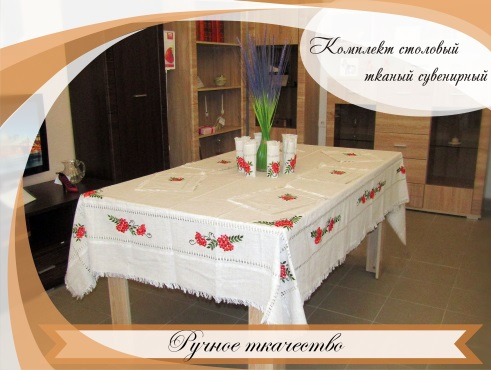 Комплект столовый
тканый сувенирный
Ручное ткачество